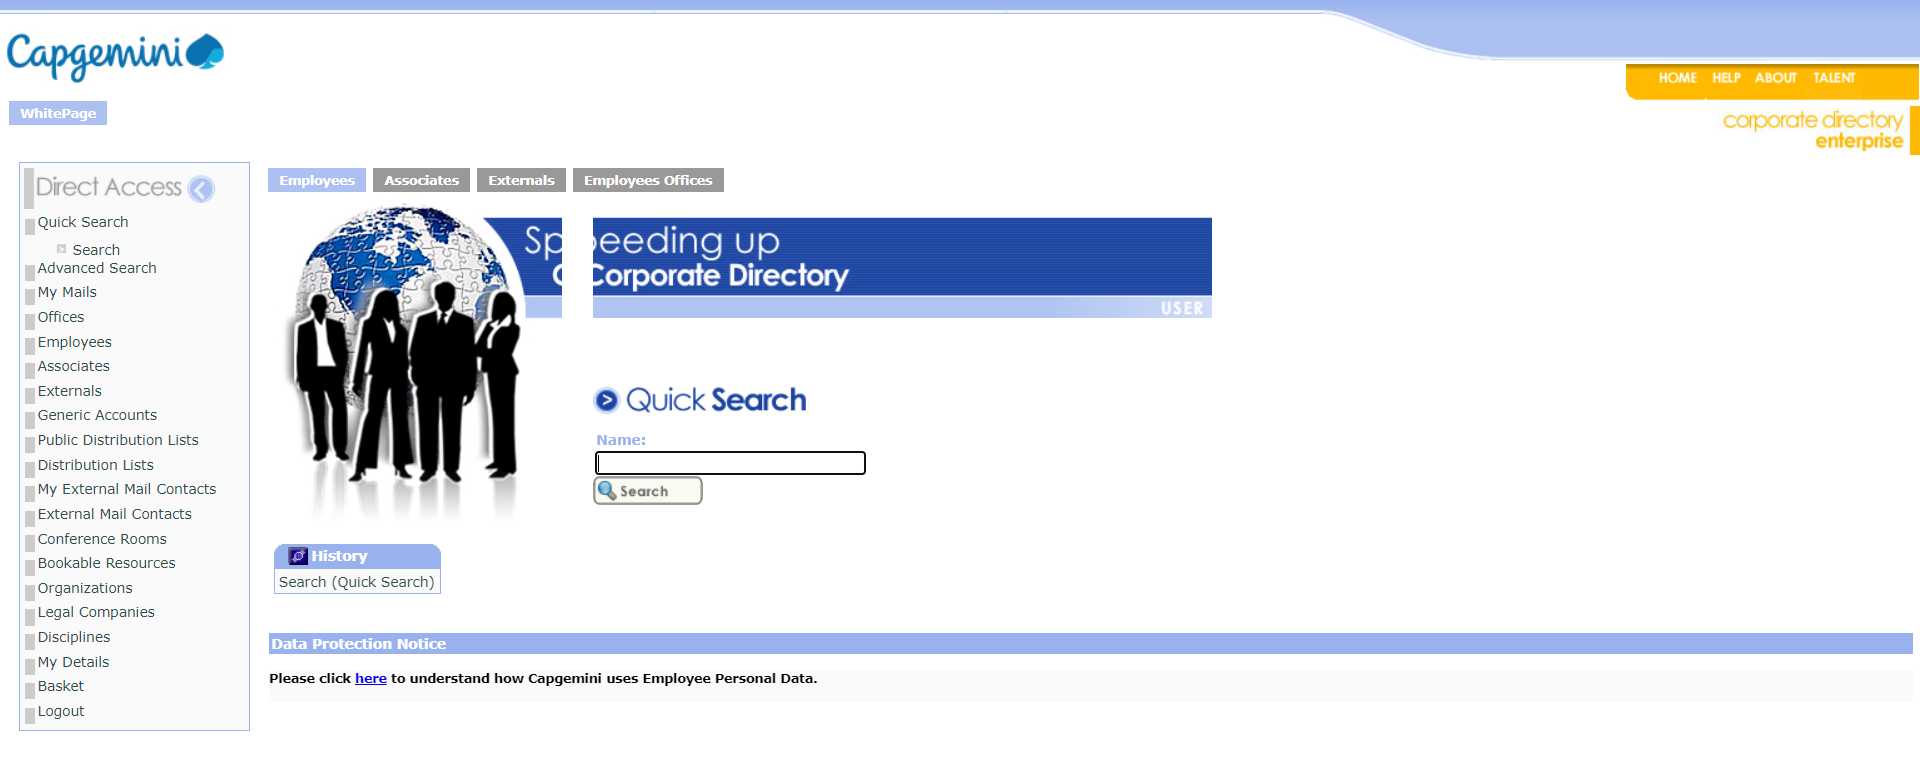 Capgemini
HOME HELP ABOUT TALENT
WhitePage
corporate directory
enterprise
Direct Access
Quick Search
Search
Advanced Search
My Mails
Offices
Employees
Associates
Externals
Generic Accounts
Public Distribution Lists
Distribution Lists
My External Mail Contacts
External Mail Contacts
Conference Rooms
Bookable Resources
Organizations
Legal Companies
Disciplines
My Details
Basket
Logout
Employees Associates Externals Employees Offices
Sp peeding up
C Corporate Directory
USER
Quick Search
Name:
Search
History
Search (Quick Search)
Data Protection Notice
Please click here to understand how Capgemini uses Employee Personal Data.